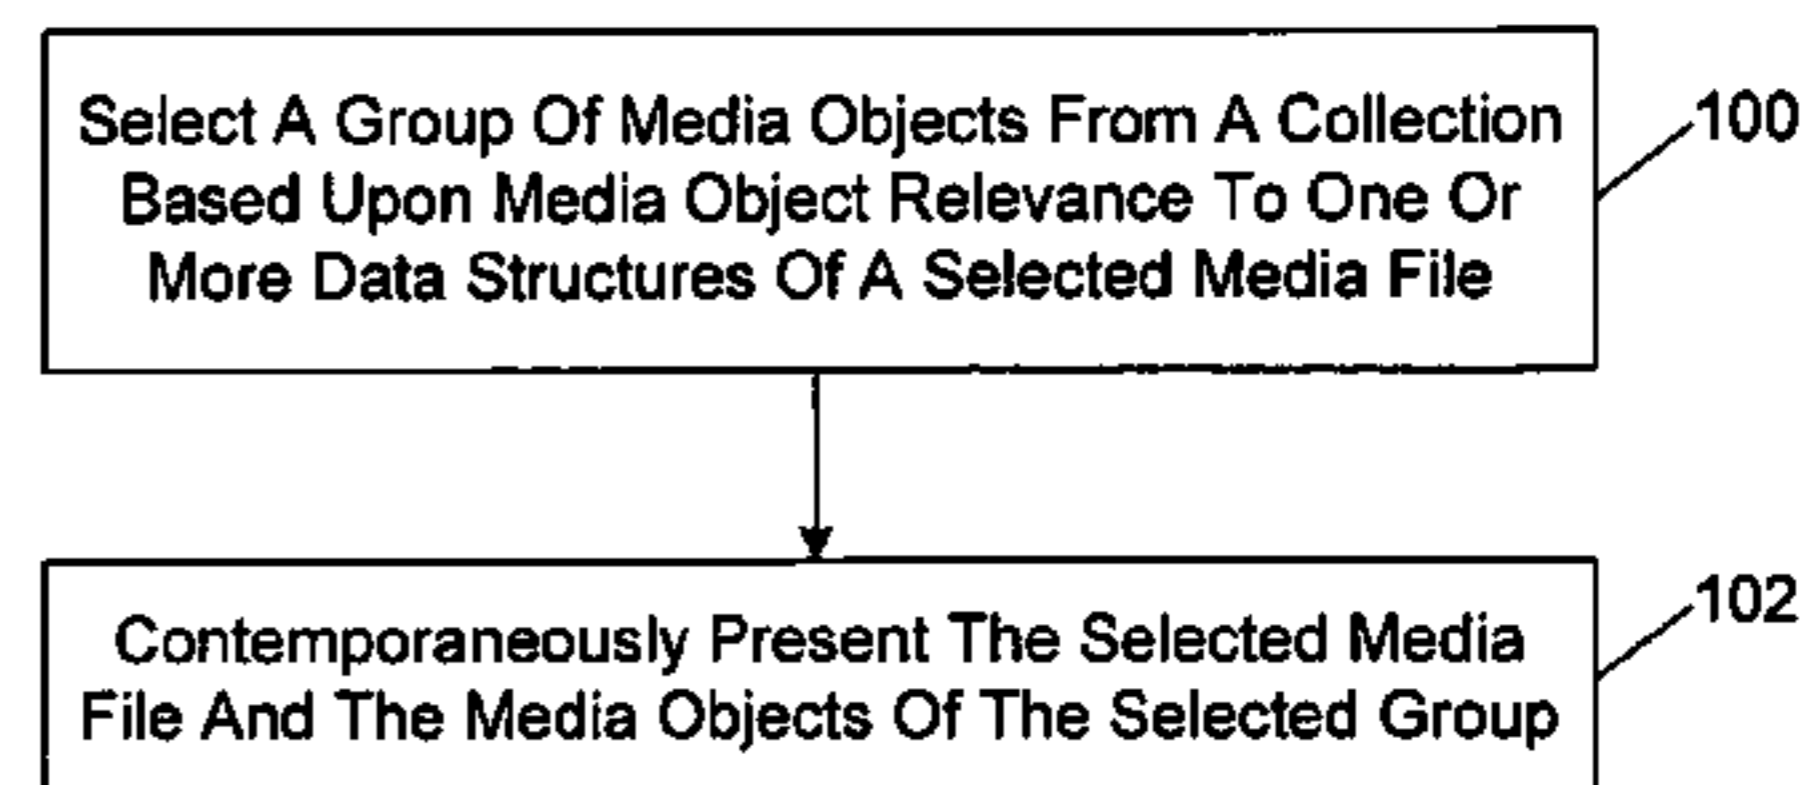 Select A Group Of Media Objects From A Collection
Based Upon Media Object Relevance To One Or
More Data Structures Of A Selected Media File
100
Contemporaneously Present The Selected Media
File And The Media Objects Of The Selected Group
102